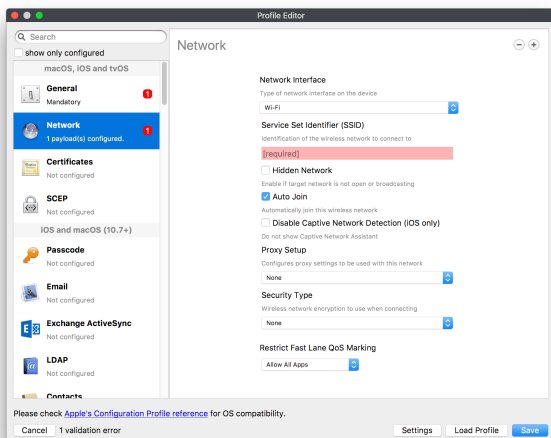 Profile Editor
Search
show only configured
macOS, iOS and tvOS
General
Mandatory
1
Network
1 payload(s) configured.
1
Certificates
Not configured
SCEP
Not configured
iOS and macOS (10.7+)
Passcode
Not configured
Email
Not configured
Exchange ActiveSync
Not configured
LDAP
Not configured
Contacts
Network
Network Interface
Type of network interface on the device
Wi-Fi
Service Set Identifier (SSID)
Identification of the wireless network to connect to
[required]
Hidden Network
Enable if target network is not open or broadcasting
Auto Join
Automatically join this wireless network
Disable Captive Network Detection (iOS only)
Do not show Captive Network Assistant
Proxy Setup
Configures proxy settings to be used with this network
None
Security Type
Wireless network encryption to use when connecting
None
Restrict Fast Lane QoS Marking
Allow All Apps
Please check Apple's Configuration Profile reference for OS compatibility.
Cancel 1 validation error Settings Load Profile Save